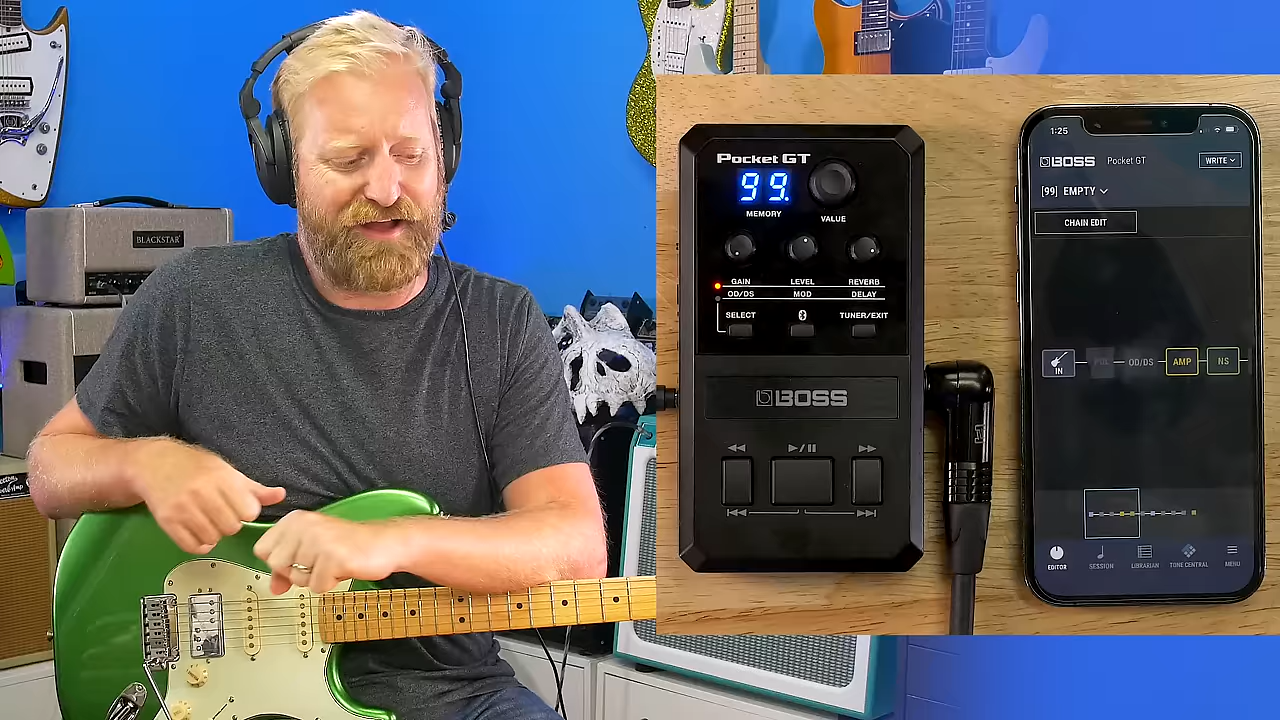 BLACKSTAR
Pocket GT
99.
MEMORY
VALUE
GAIN LEVEL REVERB
OD/DS MOD DELAY
SELECT TUNER/EXIT
BOSS
1:25
BOSS Pocket GT WRITE
[99] EMPTY
CHAIN EDIT
IN OD/DS AMP NS
EDITOR SESSION LIBRARIAN TONE CENTRAL MENU